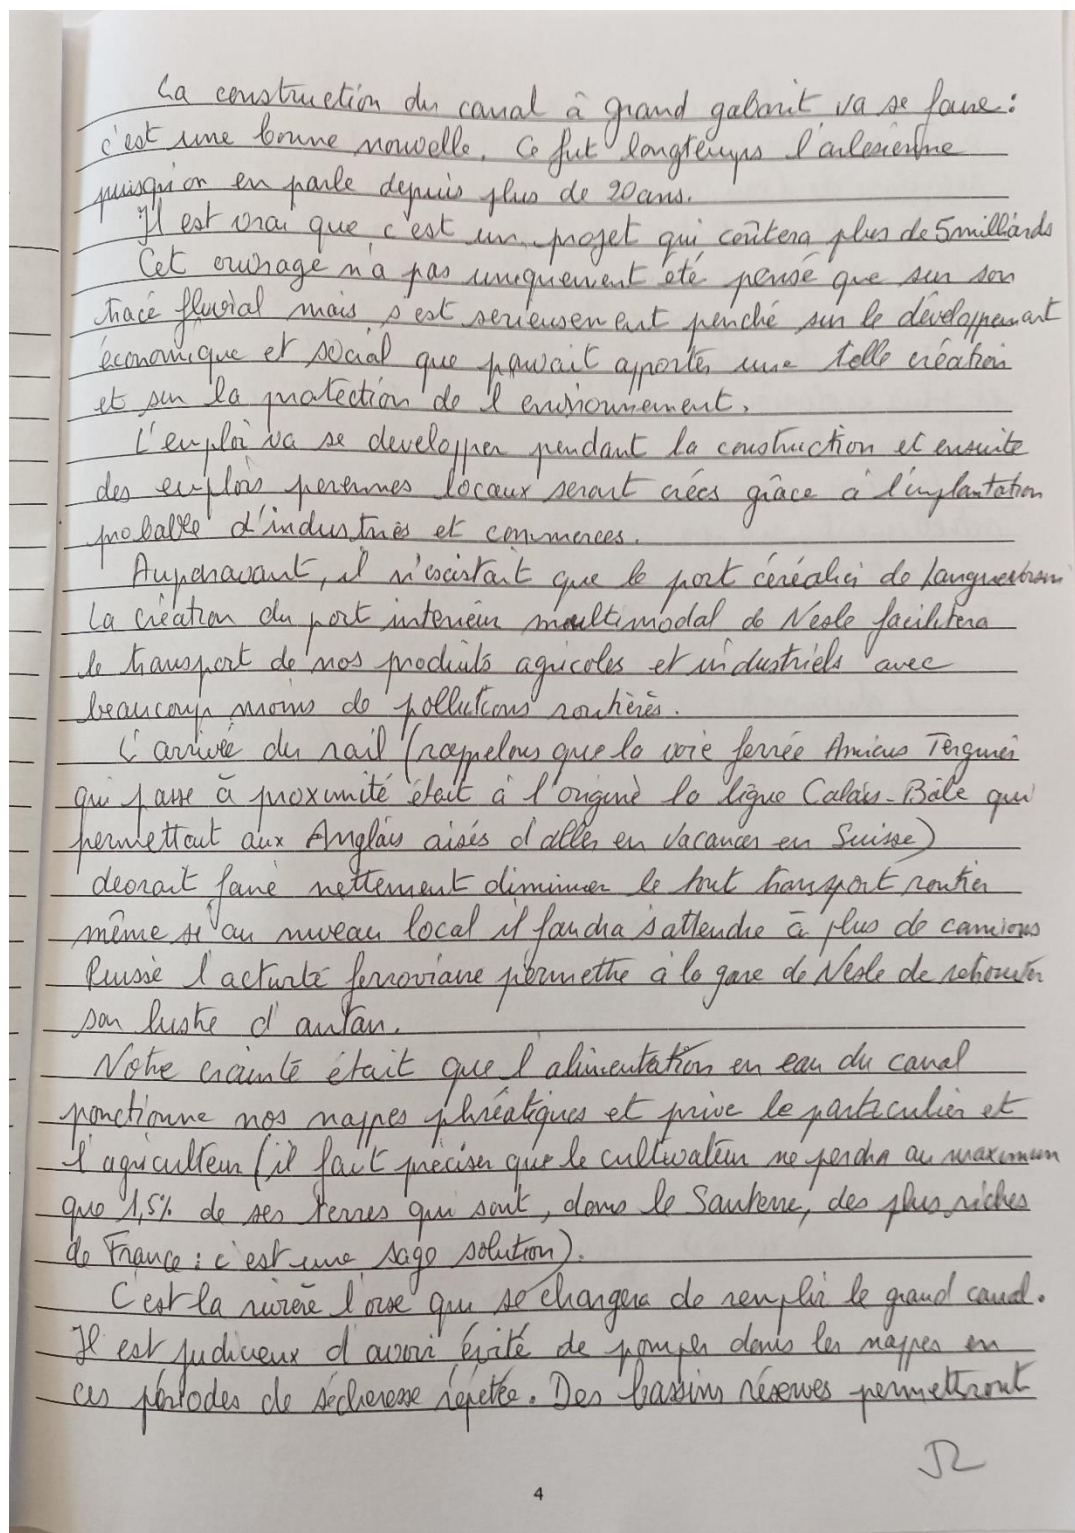 La construction du canal à grand gabarit va se faire :
c'est une bonne nouvelle. Ce fut longtemps l'arlésienne
puisqu'on en parle depuis plus de 20 ans.
Il est vrai que c'est un projet qui coûtera plus de 5 milliards
Cet ouvrage n'a pas uniquement été pensé que sur son
tracé fluvial mais s'est serieusement penché sur le développement
économique et social que pouvait apporter une telle création
et sur la protection de l'environnement.
L'emploi va se developper pendant la construction et ensuite
des emplois perennes locaux seront créés grâce à l'implantation
probable d'industries et commerces.
Auparavant, il n'existait que le port céréalier de Languevoisin
La création du port intérieur multimodal de Nesle facilitera
le transport de nos produits agricoles et industriels avec
beaucoup moins de pollutions routières.
L'arrivée du rail (rappelons que la voie ferrée Amiens Tergnier
qui passe à proximité était à l'origine la ligne Calais-Bâle qui
permettait aux Anglais aisés d'aller en vacances en Suisse)
devrait faire nettement diminuer le tout transport routier
même si au niveau local il faudra s'attendre à plus de camions
Puisse l'activité ferroviaire permettre à la gare de Nesle de retrouver
son lustre d'antan.
Notre crainte était que l'alimentation en eau du canal
ponctionne nos nappes phréatiques et prive le particulier et
l'agriculteur (il faut préciser que le cultivateur ne perdra au maximum
que 1,5% de ses terres qui sont, dans le Santerre, des plus riches
de France : c'est une sage solution).
C'est la rivière l'oise qui se chargera de remplir le grand canal.
Il est judicieux d'avoir évité de pomper dans les nappes en
ces périodes de sécheresse répétée. Des bassins réserves permettront
4